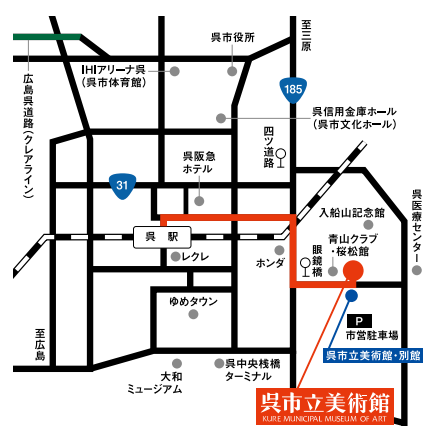 至三原
呉市役所
IHIアリーナ呉
(呉市体育館)
185
広島呉道路(クレアライン)
呉信用金庫ホール
(呉市文化ホール)
四ツ道路
呉阪急
ホテル
31
入船山記念館
呉医療センター
呉 駅
青山クラブ
・桜松館
眼鏡橋
レクレ
ホンダ
ゆめタウン
P
市営駐車場
至広島
呉市立美術館・別館
大和
ミュージアム
呉中央桟橋
ターミナル
呉市立美術館
KURE MUNICIPAL MUSEUM OF ART